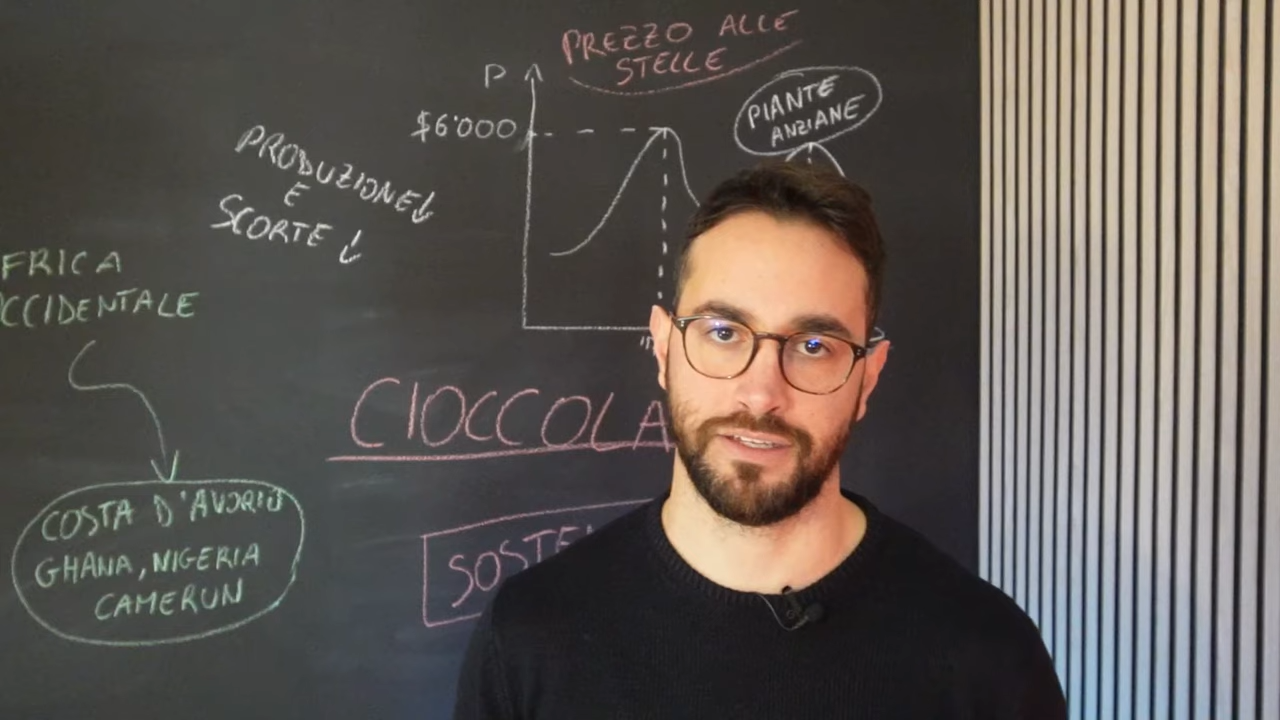 PREZZO ALLE
STELLE
P
$6'000
PIANTE
ANZIANE
PRODUZIONE↓
E
SCORTE ↓
FRICA
CCIDENTALE
COSTA D'AVORIO
GHANA, NIGERIA
CAMERUN
CIOCCOLA
SOSTE